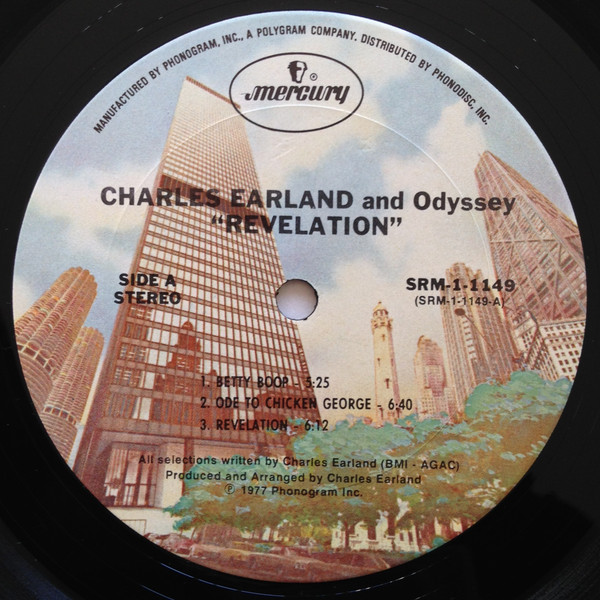 MANUFACTURED BY PHONOGRAM, INC., A POLYGRAM COMPANY. DISTRIBUTED BY PHONODISC, INC.
mercury ®
CHARLES EARLAND and Odyssey
"REVELATION"
SIDE A
STEREO
SRM-1-1149
(SRM-1-1149-A)
1. BETTY BOOP - 5:25
2. ODE TO CHICKEN GEORGE - 6:40
3. REVELATION - 6:12
All selections written by Charles Earland (BMI - AGAC)
Produced and Arranged by Charles Earland
℗ 1977 Phonogram Inc.